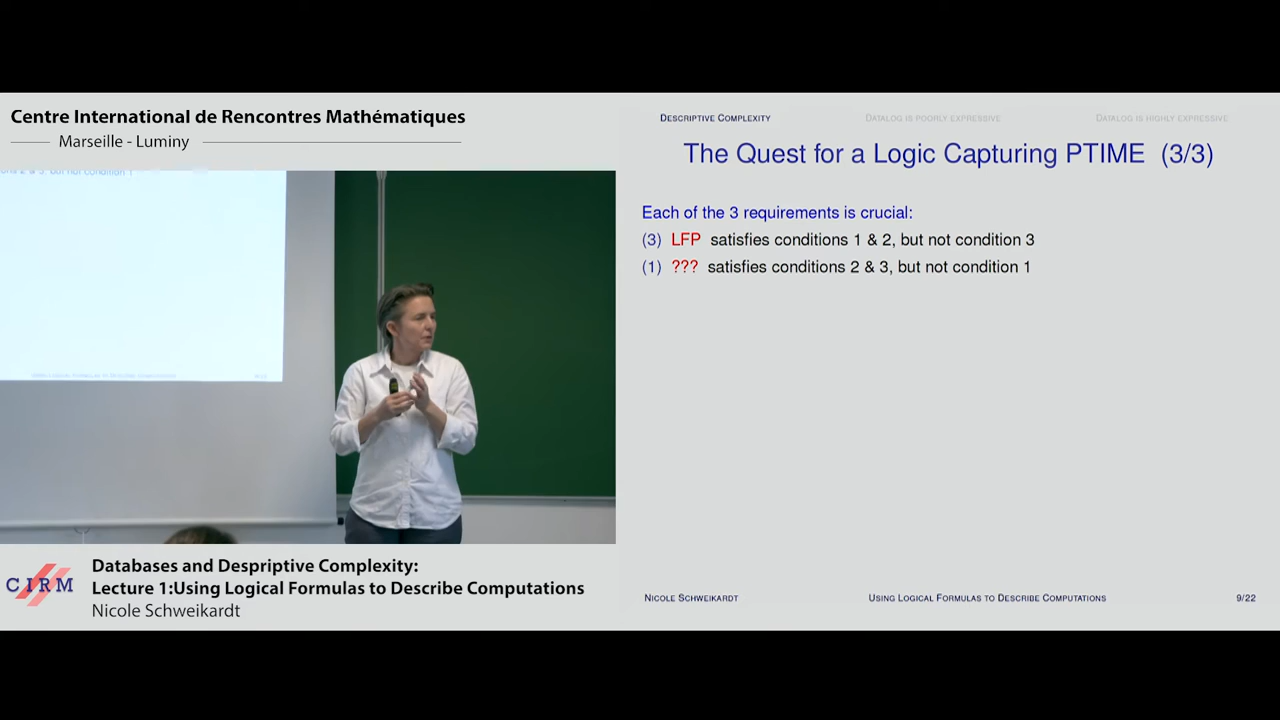 Centre International de Rencontres Mathématiques
Marseille - Luminy
DESCRIPTIVE COMPLEXITY
DATALOG IS POORLY EXPRESSIVE
DATALOG IS HIGHLY EXPRESSIVE
The Quest for a Logic Capturing PTIME (3/3)
Each of the 3 requirements is crucial:
(3) LFP satisfies conditions 1 & 2, but not condition 3
(1) ??? satisfies conditions 2 & 3, but not condition 1
NICOLE SCHWEIKARDT
USING LOGICAL FORMULAS TO DESCRIBE COMPUTATIONS
9/22
CIRM
Databases and Despriptive Complexity:
Lecture 1:Using Logical Formulas to Describe Computations
Nicole Schweikardt